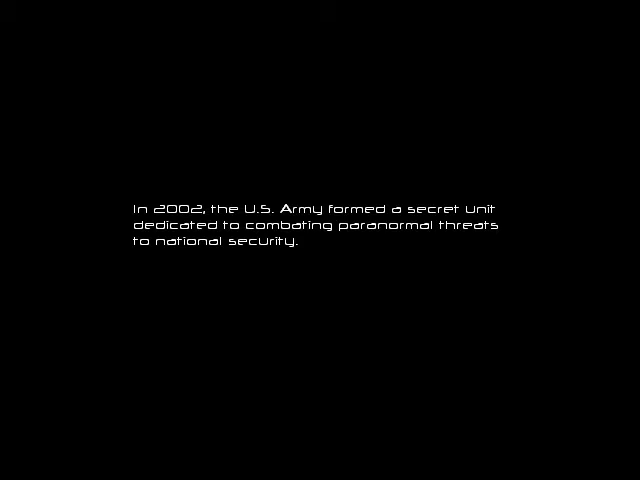 In 2002, the U.S. Army formed a secret unit
dedicated to combating paranormal threats
to national security.